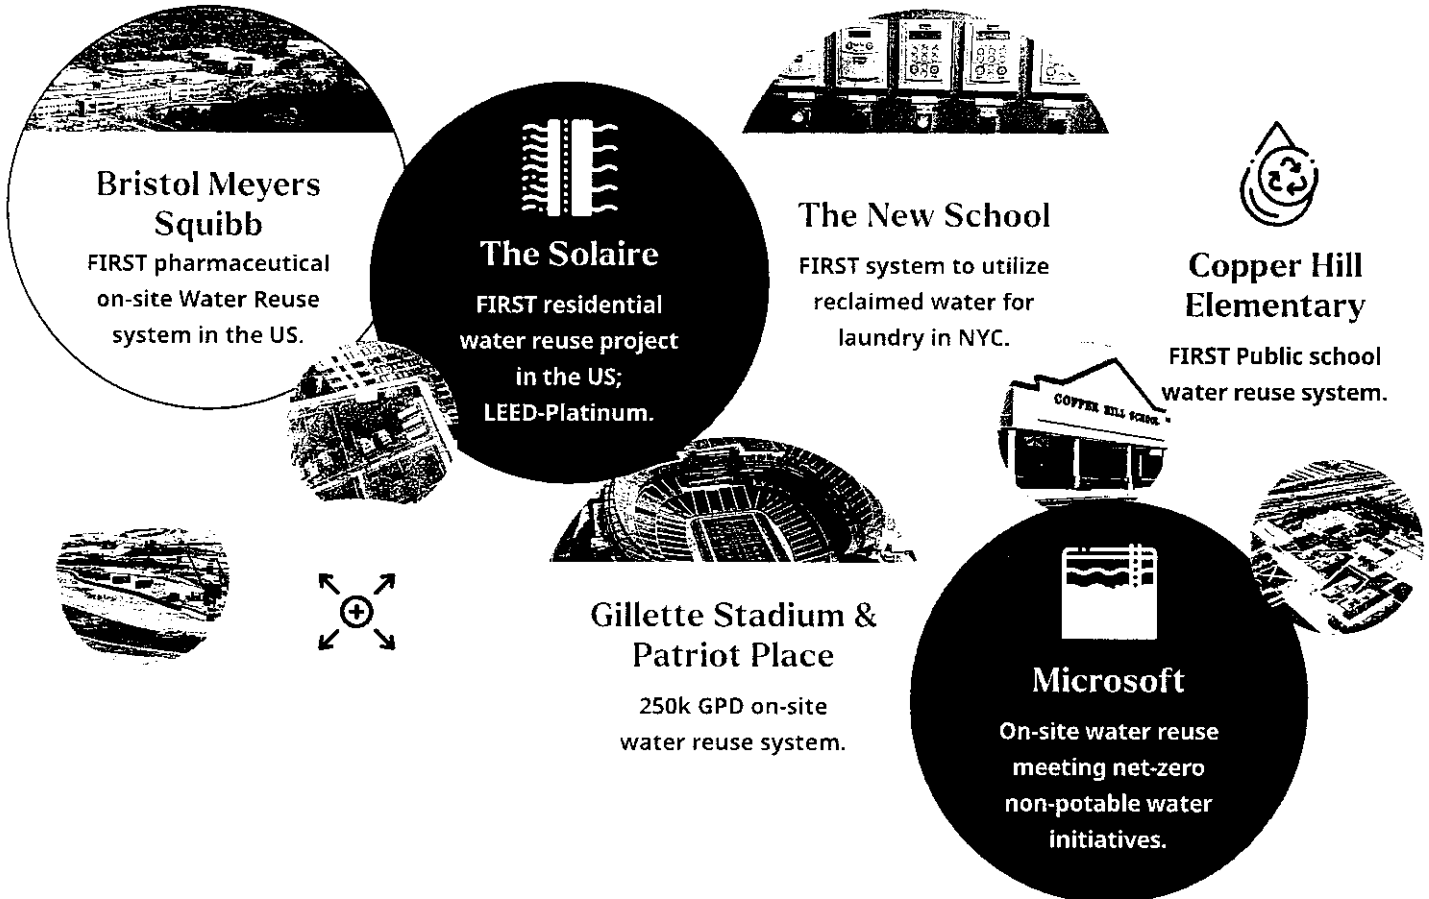 Bristol Meyers
Squibb
FIRST pharmaceutical
on-site Water Reuse
system in the US.
The Solaire
FIRST residential
water reuse project
in the US;
LEED-Platinum.
The New School
FIRST system to utilize
reclaimed water for
laundry in NYC.
Copper Hill
Elementary
FIRST Public school
water reuse system.
COPPER HILL SCHOOL
Gillette Stadium &
Patriot Place
250k GPD on-site
water reuse system.
Microsoft
On-site water reuse
meeting net-zero
non-potable water
initiatives.